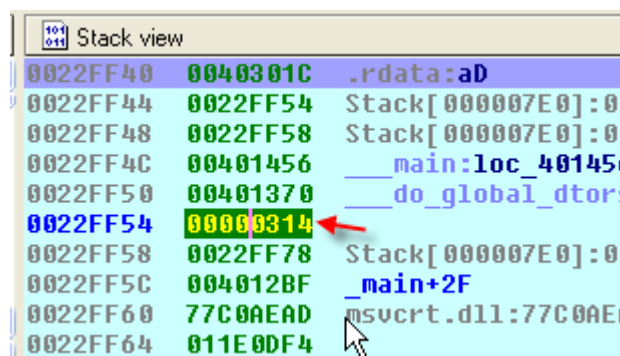 Stack view
0022FF40 0040301C .rdata:aD
0022FF44 0022FF54 Stack[000007E0]:0
0022FF48 0022FF58 Stack[000007E0]:0
0022FF4C 00401456 ___main:loc_40145
0022FF50 00401370 ___do_global_dtors
0022FF54 00000314
0022FF58 0022FF78 Stack[000007E0]:0
0022FF5C 004012BF _main+2F
0022FF60 77C0AEAD msvcrt.dll:77C0AE
0022FF64 011E0DF4